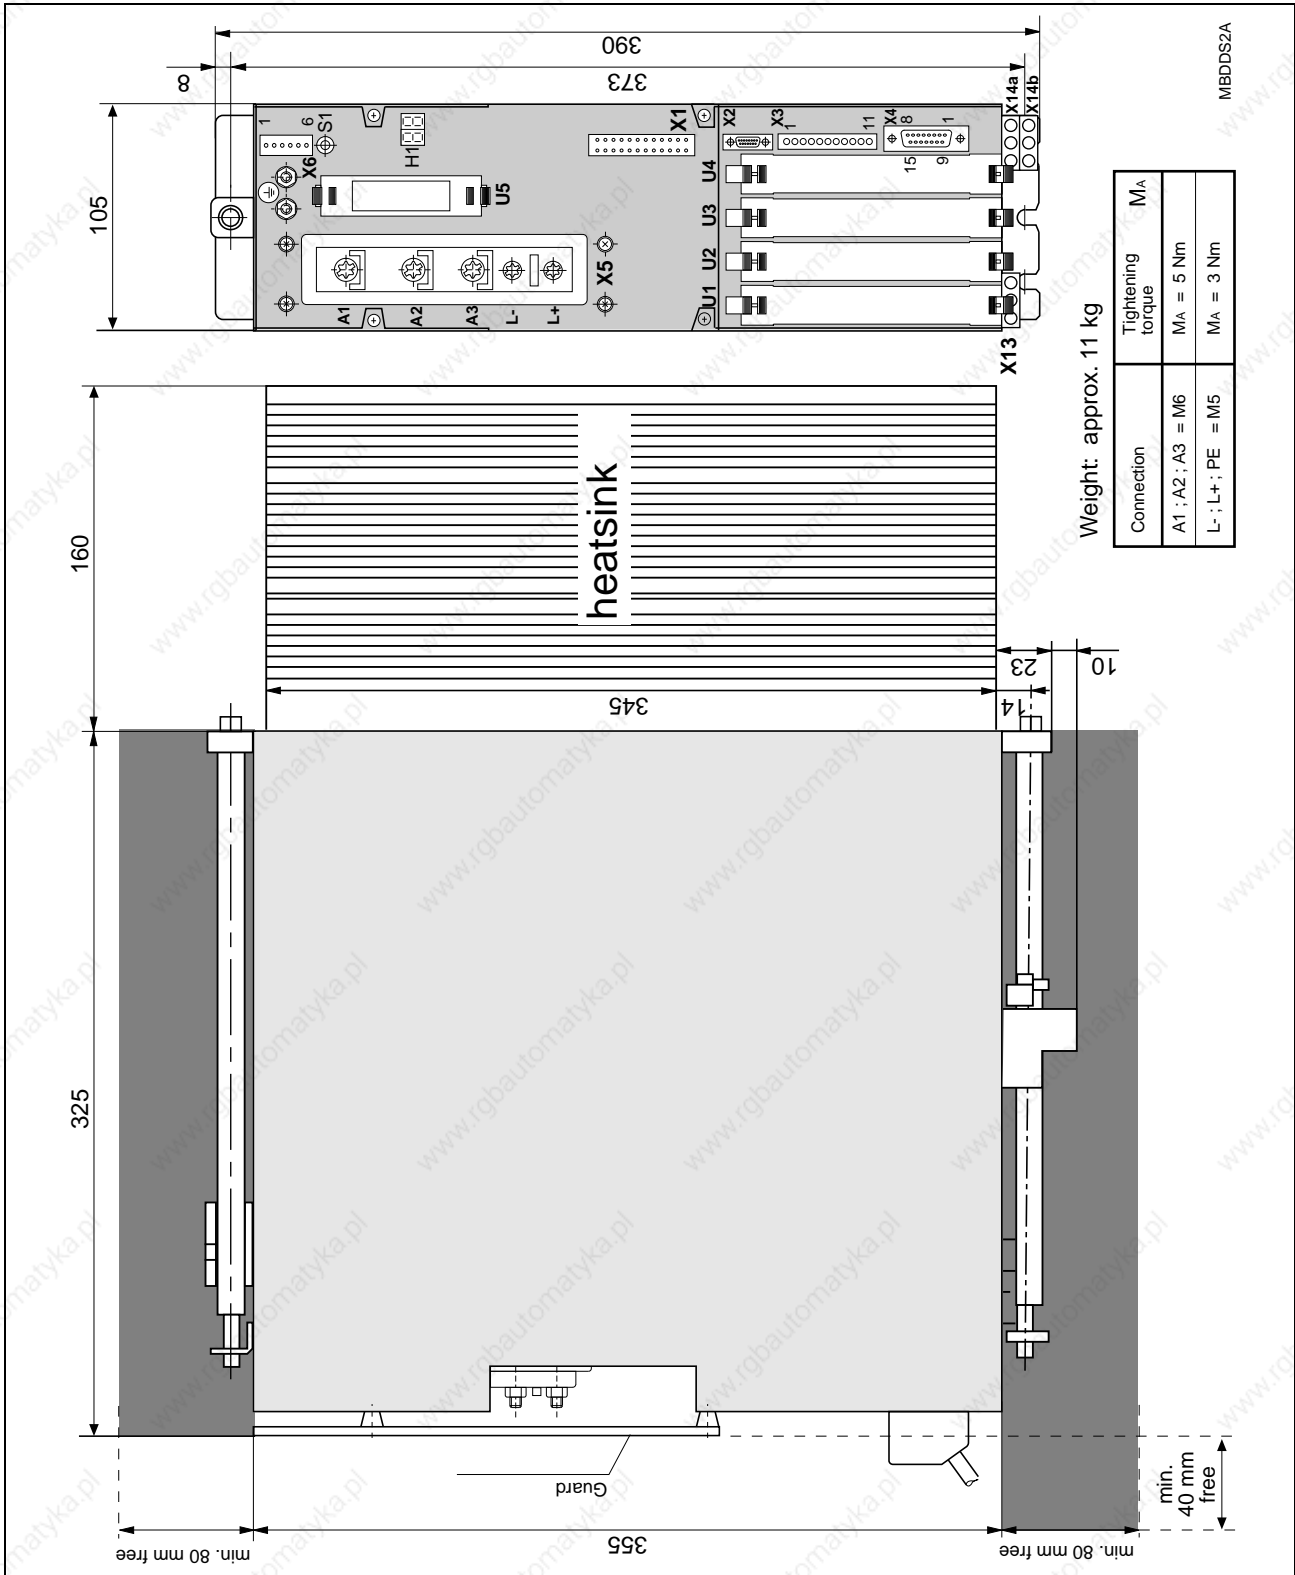 390
373
8
105
1
6
S1
X6
H1
U5
X1
X5
A1
A2
A3
L-
L+
X2
X3
1
11
X4
8
1
15
9
U4
U3
U2
U1
X14a
X14b
X13
MBDDS2A
160
heatsink
345
14
23
10
Weight: approx. 11 kg
Connection
Tightening torque MA
A1 ; A2 ; A3 = M6
MA = 5 Nm
L- ; L+ ; PE = M5
MA = 3 Nm
325
Guard
355
min. 80 mm free
min. 80 mm free
min.
40 mm
free
www.rgbautomatyka.pl